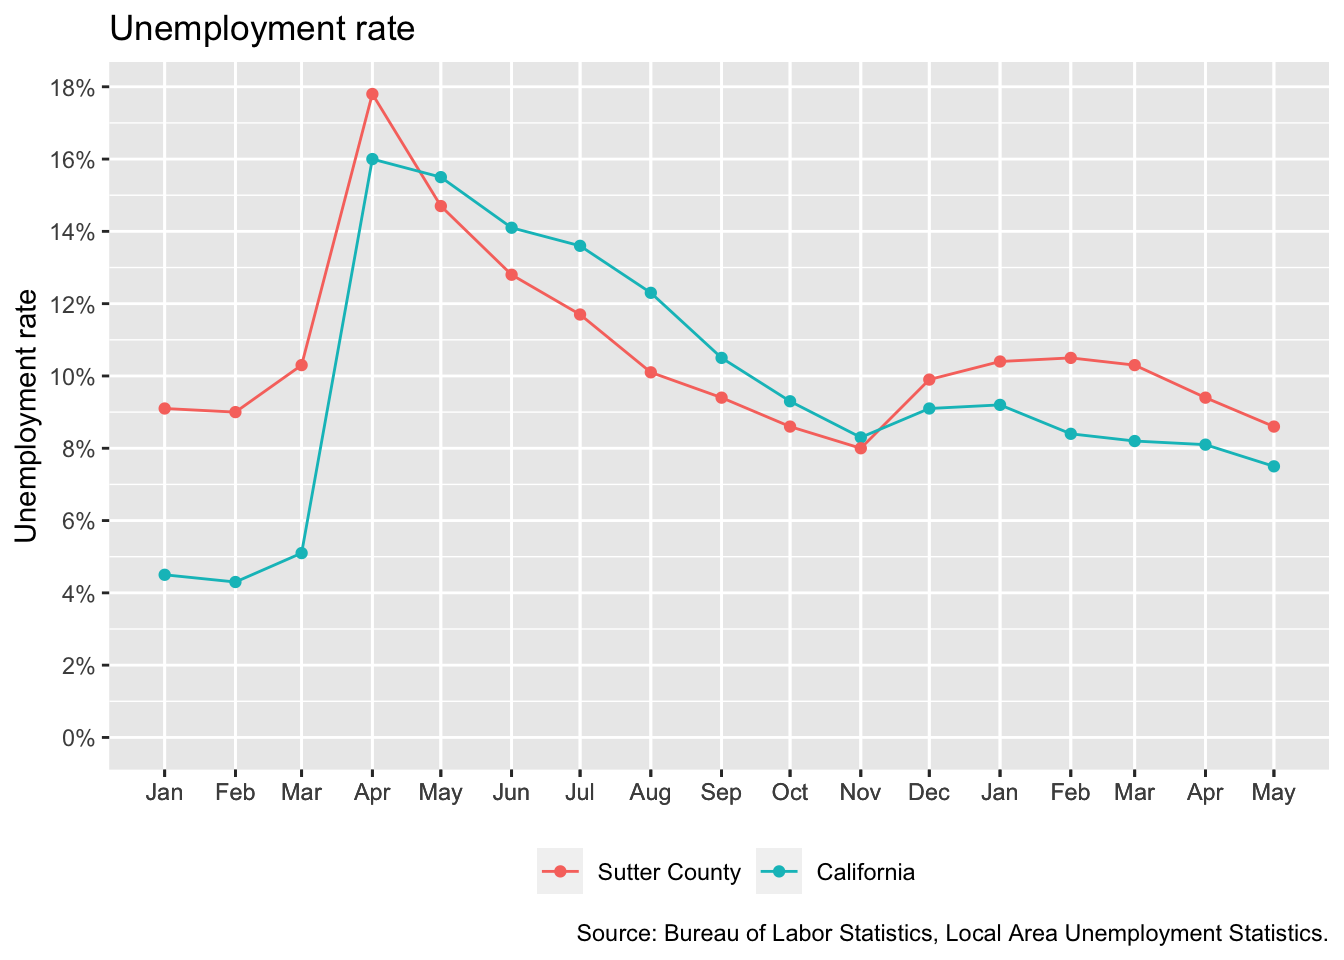 Unemployment rate
Unemployment rate
18%
16%
14%
12%
10%
8%
6%
4%
2%
0%
Jan Feb Mar Apr May Jun Jul Aug Sep Oct Nov Dec Jan Feb Mar Apr May
Sutter County California
Source: Bureau of Labor Statistics, Local Area Unemployment Statistics.